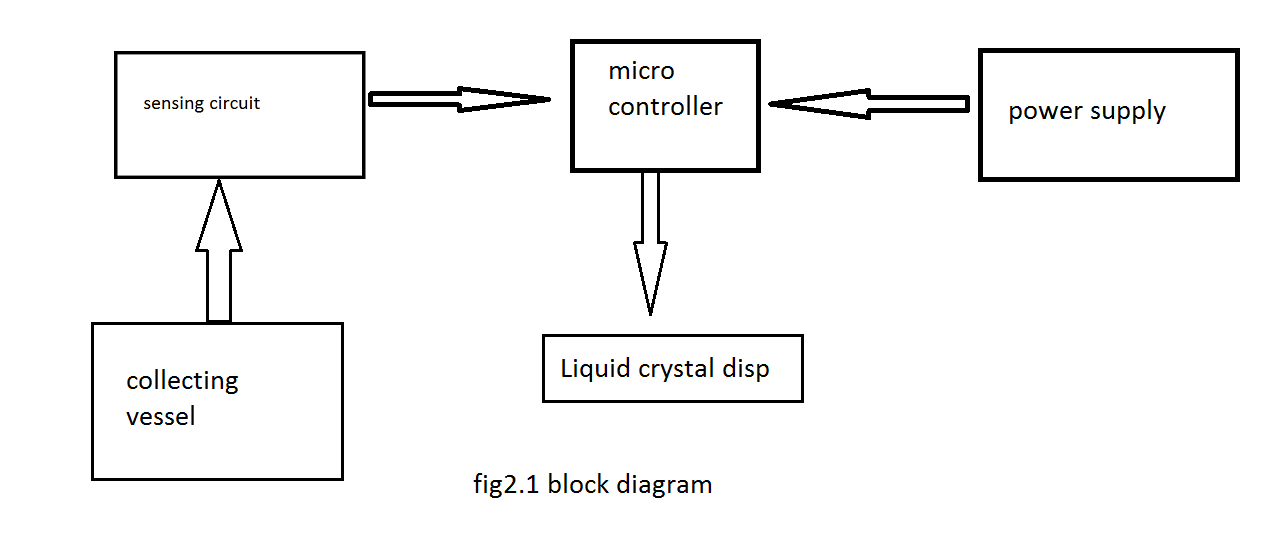 sensing circuit
micro
controller
power supply
collecting
vessel
Liquid crystal disp
fig2.1 block diagram